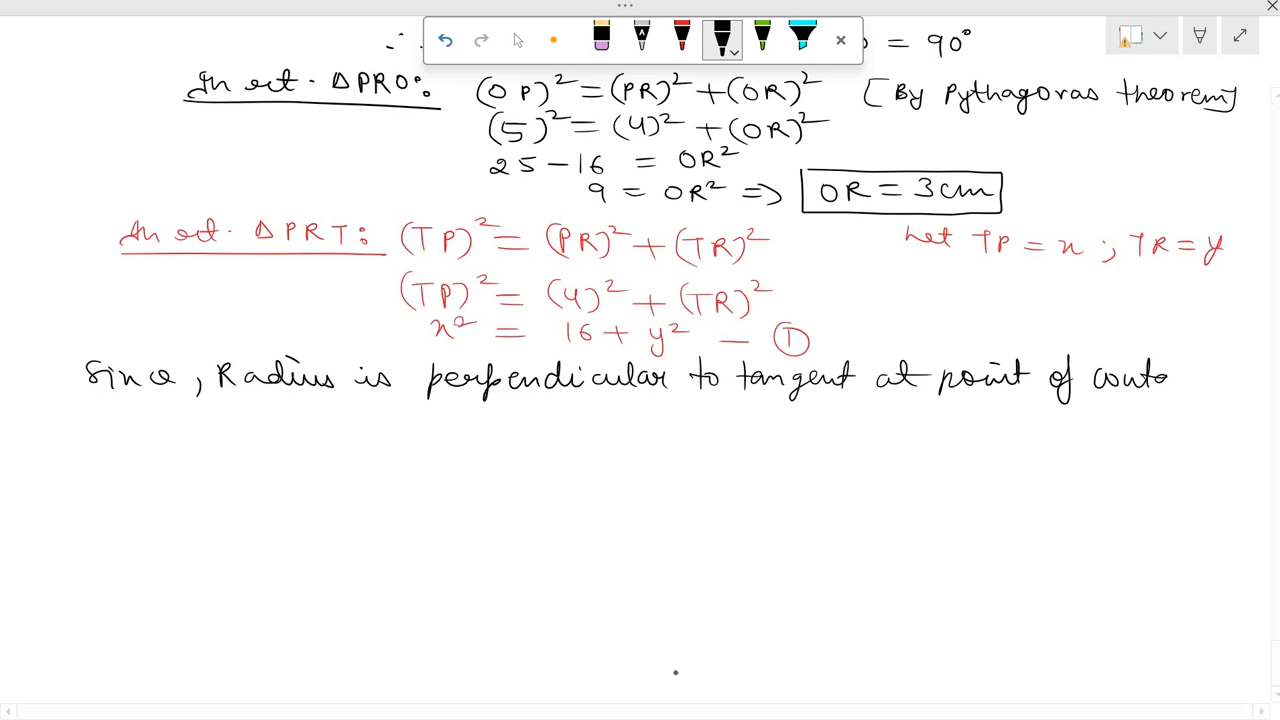 ∴ = 90°
In rt. ΔPRO: (OP)² = (PR)² + (OR)² [By Pythagoras theorem]
(5)² = (4)² + (OR)²
25 - 16 = OR²
9 = OR² => OR = 3cm
In rt. ΔPRT: (TP)² = (PR)² + (TR)² Let TP = x ; TR = y
(TP)² = (4)² + (TR)²
x² = 16 + y² — ①
Since, Radius is perpendicular to tangent at point of conta